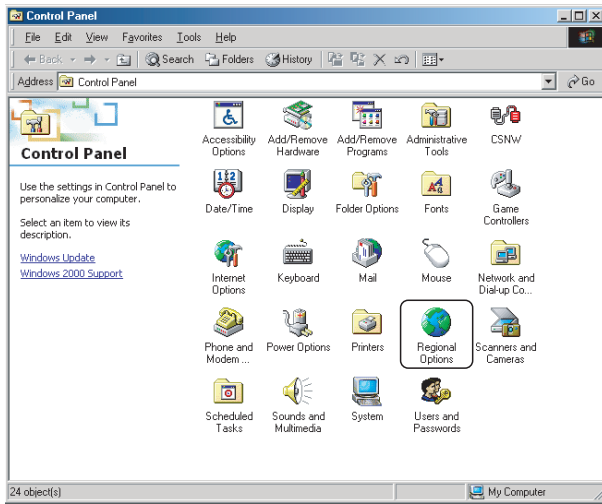 Control Panel
File Edit View Favorites Tools Help
Back Search Folders History
Address Control Panel Go
Control Panel
Use the settings in Control Panel to
personalize your computer.
Select an item to view its
description.
Windows Update
Windows 2000 Support
Accessibility
Options
Add/Remove
Hardware
Add/Remove
Programs
Administrative
Tools
CSNW
Date/Time
Display
Folder Options
Fonts
Game
Controllers
Internet
Options
Keyboard
Mail
Mouse
Network and
Dial-up Co...
Phone and
Modem ...
Power Options
Printers
Regional
Options
Scanners and
Cameras
Scheduled
Tasks
Sounds and
Multimedia
System
Users and
Passwords
24 object(s) My Computer